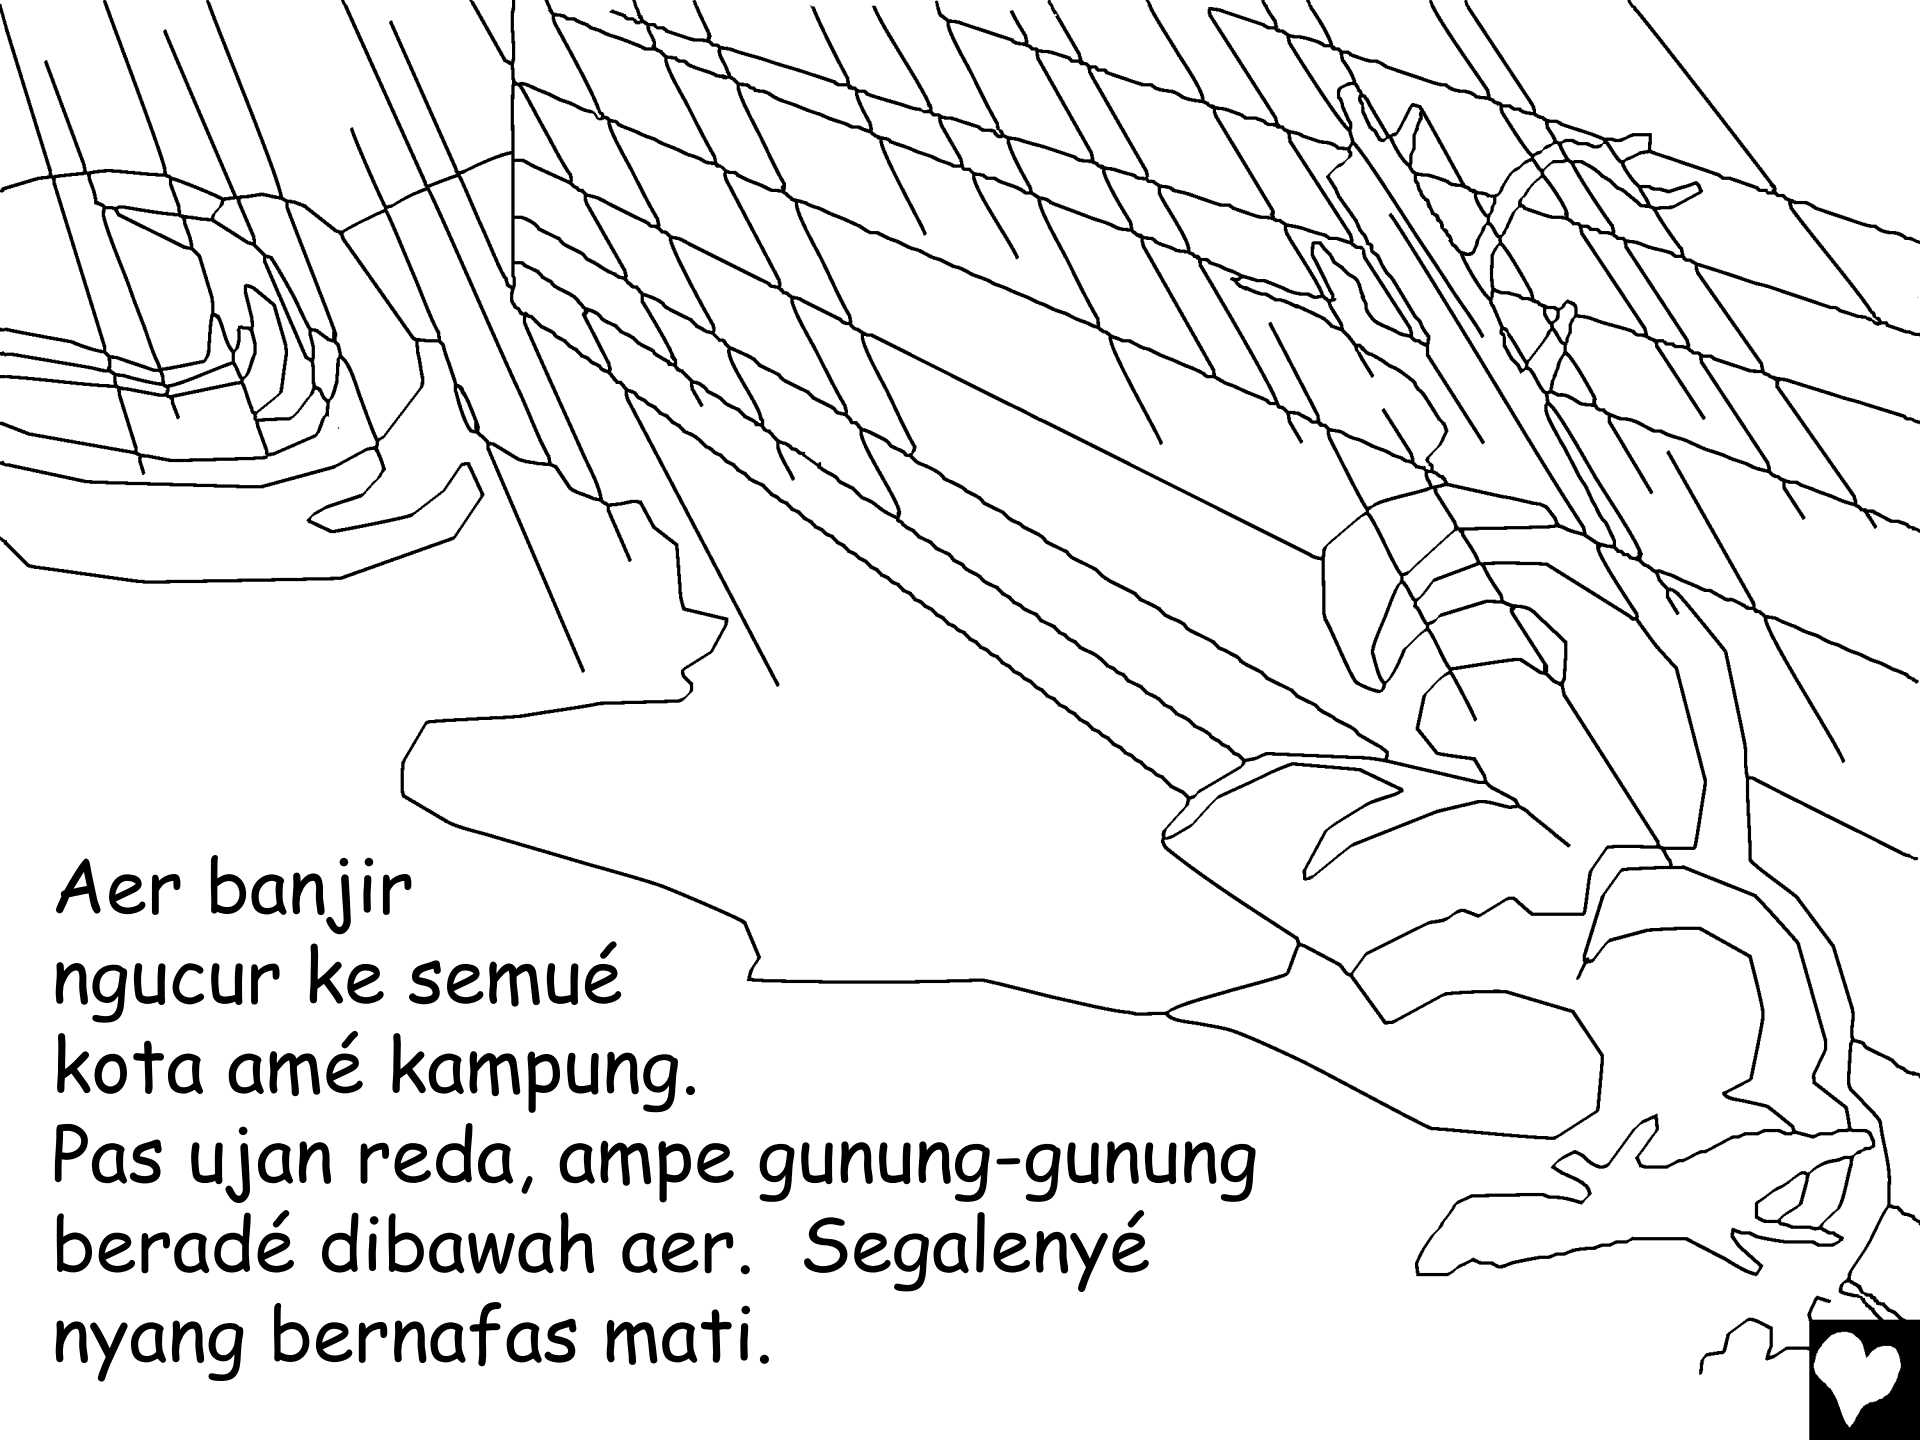 Aer banjir
ngucur ke semué
kota amé kampung.
Pas ujan reda, ampe gunung-gunung
beradé dibawah aer.  Segalenyé
nyang bernafas mati.